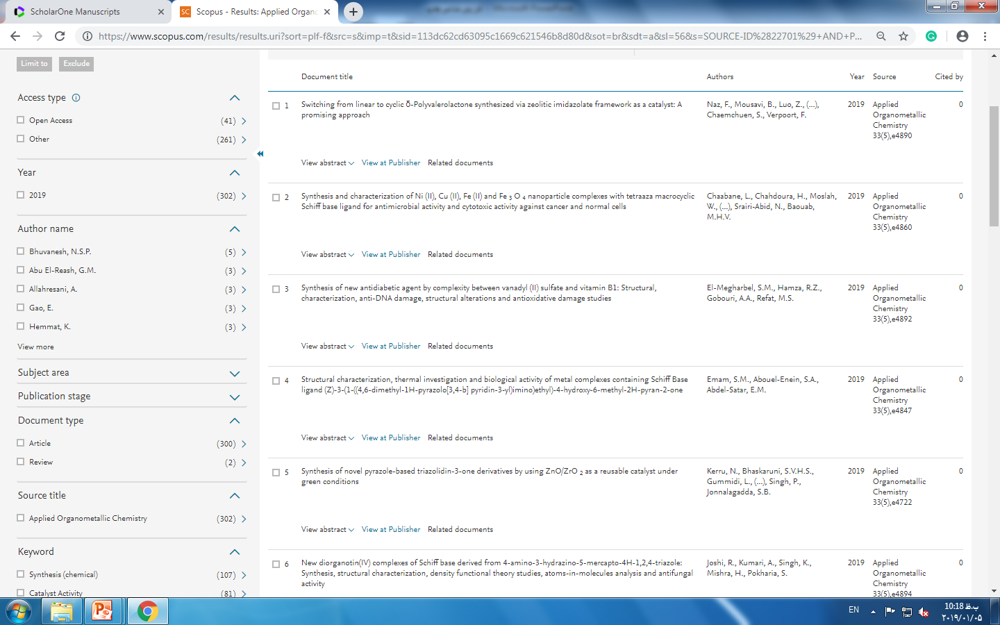 ScholarOne Manuscripts
Scopus - Results: Applied Organo
https://www.scopus.com/results/results.uri?sort=plf-f&src=s&imp=t&sid=113dc62cd63095c1669c621546b8d80d&sot=br&sdt=a&sl=56&s=SOURCE-ID%2822701%29+AND+P...
Limit to Exclude
Access type
Open Access (41)
Other (261)
Year
2019 (302)
Author name
Bhuvanesh, N.S.P. (5)
Abu El-Reash, G.M. (3)
Allahresani, A. (3)
Gao, E. (3)
Hemmat, K. (3)
View more
Subject area
Publication stage
Document type
Article (300)
Review (2)
Source title
Applied Organometallic Chemistry (302)
Keyword
Synthesis (chemical) (107)
Catalyst Activity (81)
Document title Authors Year Source Cited by
1 Switching from linear to cyclic δ-Polyvalerolactone synthesized via zeolitic imidazolate framework as a catalyst: A Naz, F., Mousavi, B., Luo, Z., (...), 2019 Applied 0
promising approach Chaemchuen, S., Verpoort, F. Organometallic
Chemistry
33(5),e4890
View abstract View at Publisher Related documents
2 Synthesis and characterization of Ni (II), Cu (II), Fe (II) and Fe 3 O 4 nanoparticle complexes with tetraaza macrocyclic Chaabane, L., Chahdoura, H., Moslah, 2019 Applied 0
Schiff base ligand for antimicrobial activity and cytotoxic activity against cancer and normal cells W., (...), Srairi-Abid, N., Baouab, Organometallic
M.H.V. Chemistry
33(5),e4860
View abstract View at Publisher Related documents
3 Synthesis of new antidiabetic agent by complexity between vanadyl (II) sulfate and vitamin B1: Structural, El-Megharbel, S.M., Hamza, R.Z., 2019 Applied 0
characterization, anti-DNA damage, structural alterations and antioxidative damage studies Gobouri, A.A., Refat, M.S. Organometallic
Chemistry
33(5),e4892
View abstract View at Publisher Related documents
4 Structural characterization, thermal investigation and biological activity of metal complexes containing Schiff Base Emam, S.M., Abouel-Enein, S.A., 2019 Applied 0
ligand (Z)-3-(1-((4,6-dimethyl-1H-pyrazolo[3,4-b] pyridin-3-yl)imino)ethyl)-4-hydroxy-6-methyl-2H-pyran-2-one Abdel-Satar, E.M. Organometallic
Chemistry
33(5),e4847
View abstract View at Publisher Related documents
5 Synthesis of novel pyrazole-based triazolidin-3-one derivatives by using ZnO/ZrO 2 as a reusable catalyst under Kerru, N., Bhaskaruni, S.V.H.S., 2019 Applied 0
green conditions Gummidi, L., (...), Singh, P., Organometallic
Jonnalagadda, S.B. Chemistry
33(5),e4722
View abstract View at Publisher Related documents
6 New diorganotin(IV) complexes of Schiff base derived from 4-amino-3-hydrazino-5-mercapto-4H-1,2,4-triazole: Joshi, R., Kumari, A., Singh, K., 2019 Applied 0
Synthesis, structural characterization, density functional theory studies, atoms-in-molecules analysis and antifungal Mishra, H., Pokharia, S. Organometallic
activity Chemistry
33(5),e4894
EN
10:18 ب.ظ
۲۰۱۹/۰۱/۰۵